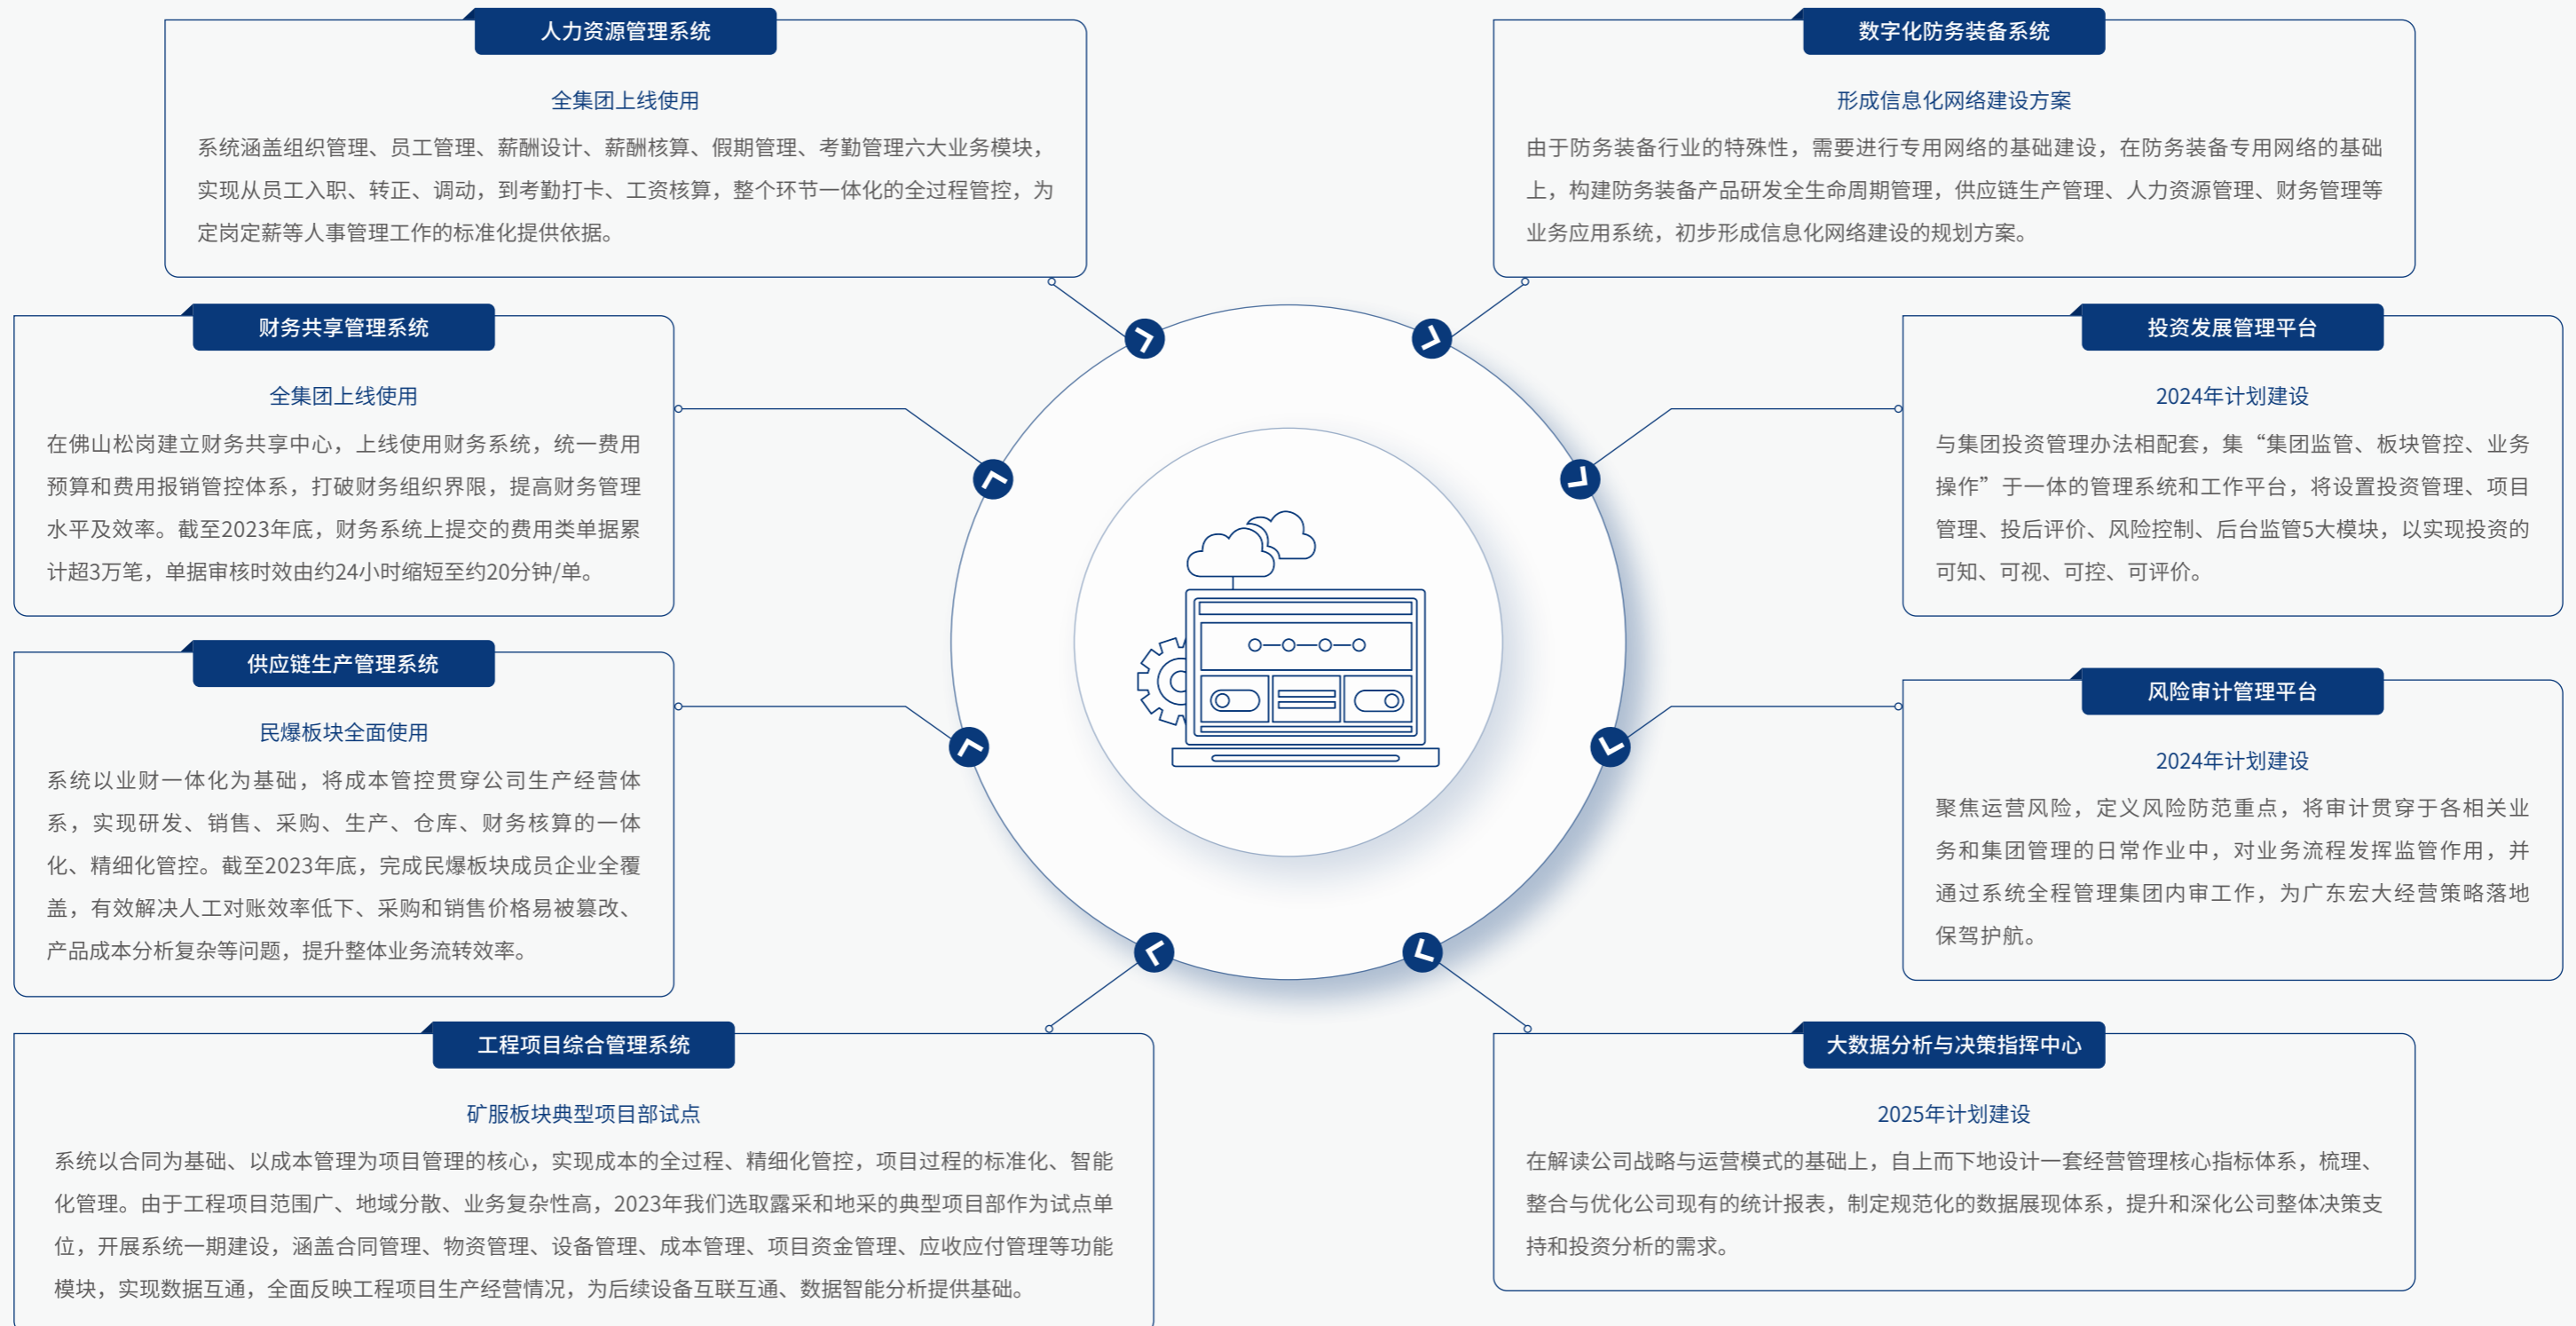 人力资源管理系统
全集团上线使用
系统涵盖组织管理、员工管理、薪酬设计、薪酬核算、假期管理、考勤管理六大业务模块，
实现从员工入职、转正、调动，到考勤打卡、工资核算，整个环节一体化的全过程管控，为
定岗定薪等人事管理工作的标准化提供依据。
数字化防务装备系统
形成信息化网络建设方案
由于防务装备行业的特殊性，需要进行专用网络的基础建设，在防务装备专用网络的基础
上，构建防务装备产品研发全生命周期管理，供应链生产管理、人力资源管理、财务管理等
业务应用系统，初步形成信息化网络建设的规划方案。
财务共享管理系统
全集团上线使用
在佛山松岗建立财务共享中心，上线使用财务系统，统一费用
预算和费用报销管控体系，打破财务组织界限，提高财务管理
水平及效率。截至2023年底，财务系统上提交的费用类单据累
计超3万笔，单据审核时效由约24小时缩短至约20分钟/单。
投资发展管理平台
2024年计划建设
与集团投资管理办法相配套，集“集团监管、板块管控、业务
操作”于一体的管理系统和工作平台，将设置投资管理、项目
管理、投后评价、风险控制、后台监管5大模块，以实现投资的
可知、可视、可控、可评价。
供应链生产管理系统
民爆板块全面使用
系统以业财一体化为基础，将成本管控贯穿公司生产经营体
系，实现研发、销售、采购、生产、仓库、财务核算的一体
化、精细化管控。截至2023年底，完成民爆板块成员企业全覆
盖，有效解决人工对账效率低下、采购和销售价格易被篡改、
产品成本分析复杂等问题，提升整体业务流转效率。
风险审计管理平台
2024年计划建设
聚焦运营风险，定义风险防范重点，将审计贯穿于各相关业
务和集团管理的日常作业中，对业务流程发挥监管作用，并
通过系统全程管理集团内审工作，为广东宏大经营策略落地
保驾护航。
工程项目综合管理系统
矿服板块典型项目部试点
系统以合同为基础、以成本管理为项目管理的核心，实现成本的全过程、精细化管控，项目过程的标准化、智能
化管理。由于工程项目范围广、地域分散、业务复杂性高，2023年我们选取露采和地采的典型项目部作为试点单
位，开展系统一期建设，涵盖合同管理、物资管理、设备管理、成本管理、项目资金管理、应收应付管理等功能
模块，实现数据互通，全面反映工程项目生产经营情况，为后续设备互联互通、数据智能分析提供基础。
大数据分析与决策指挥中心
2025年计划建设
在解读公司战略与运营模式的基础上，自上而下地设计一套经营管理核心指标体系，梳理、
整合与优化公司现有的统计报表，制定规范化的数据展现体系，提升和深化公司整体决策支
持和投资分析的需求。